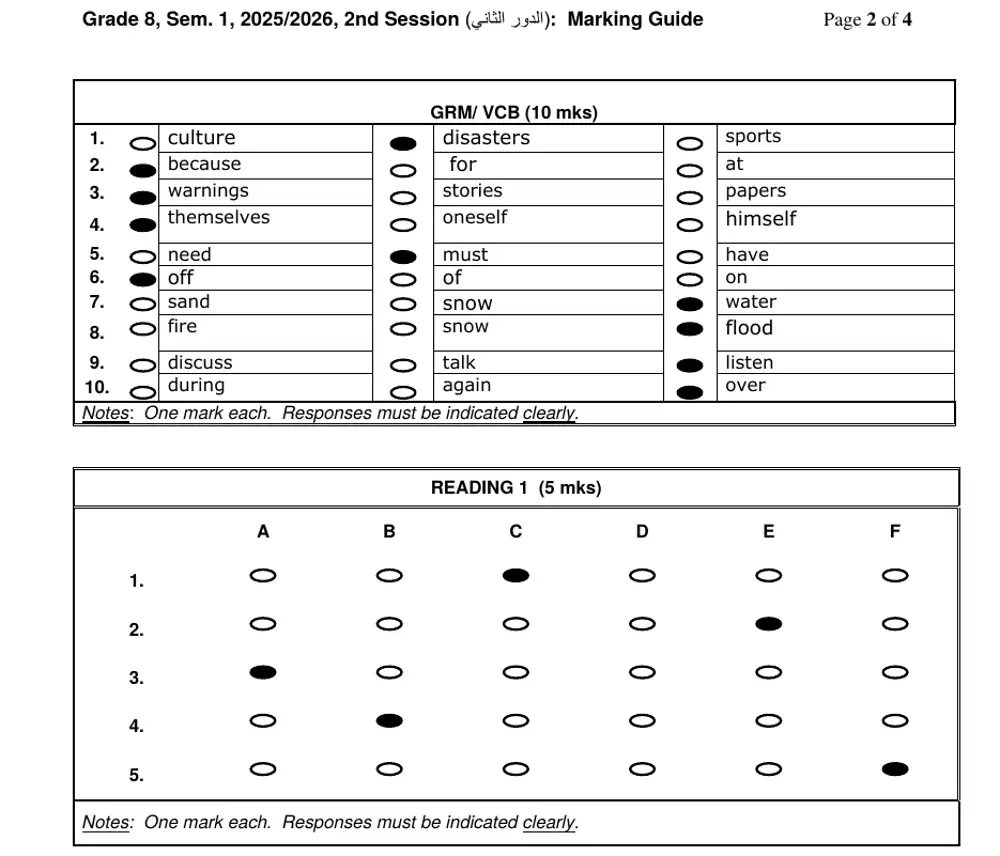 Grade 8, Sem. 1, 2025/2026, 2nd Session (الدور الثاني): Marking Guide Page 2 of 4
GRM/ VCB (10 mks)
1. culture disasters sports
2. because for at
3. warnings stories papers
4. themselves oneself himself
5. need must have
6. off of on
7. sand snow water
8. fire snow flood
9. discuss talk listen
10. during again over
Notes: One mark each. Responses must be indicated clearly.
READING 1 (5 mks)
A B C D E F
1.
2.
3.
4.
5.
Notes: One mark each. Responses must be indicated clearly.